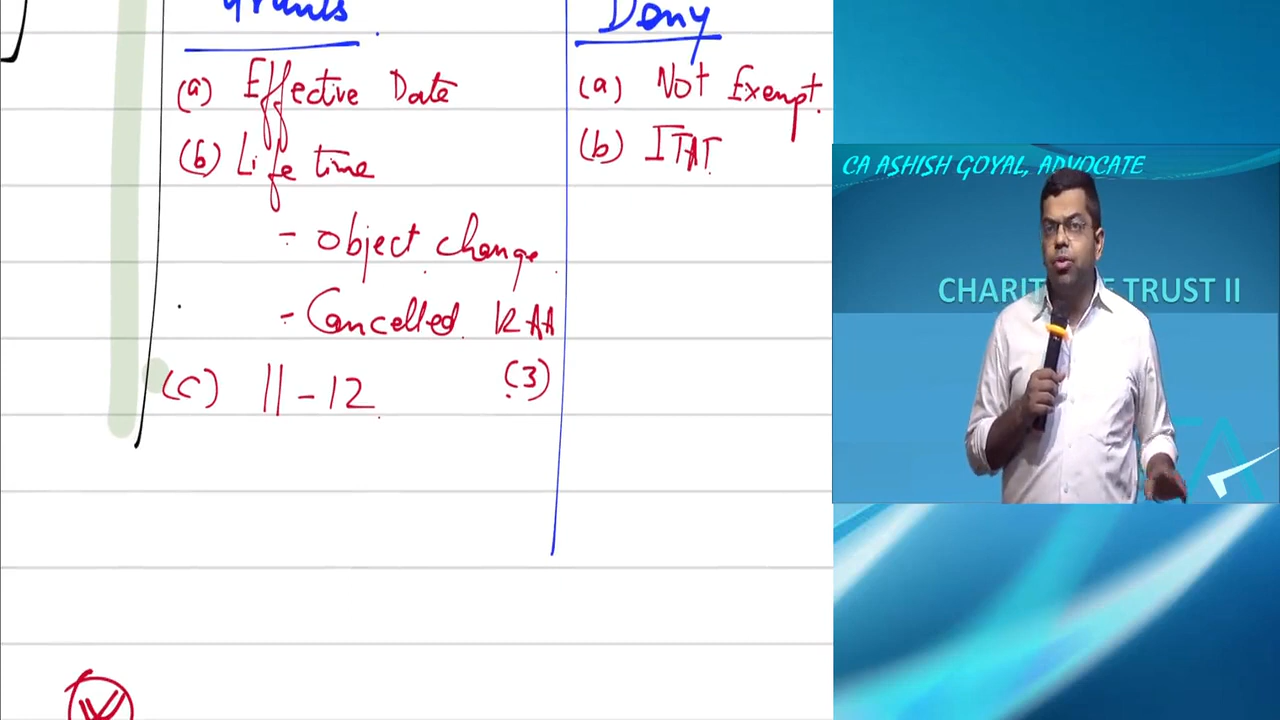 Grants
(a) Effective Date
(b) Life time
- object change
- Cancelled 12AA
(c) 11-12 (3)
Deny
(a) Not Exempt.
(b) ITAT
CA ASHISH GOYAL, ADVOCATE
TRUST II